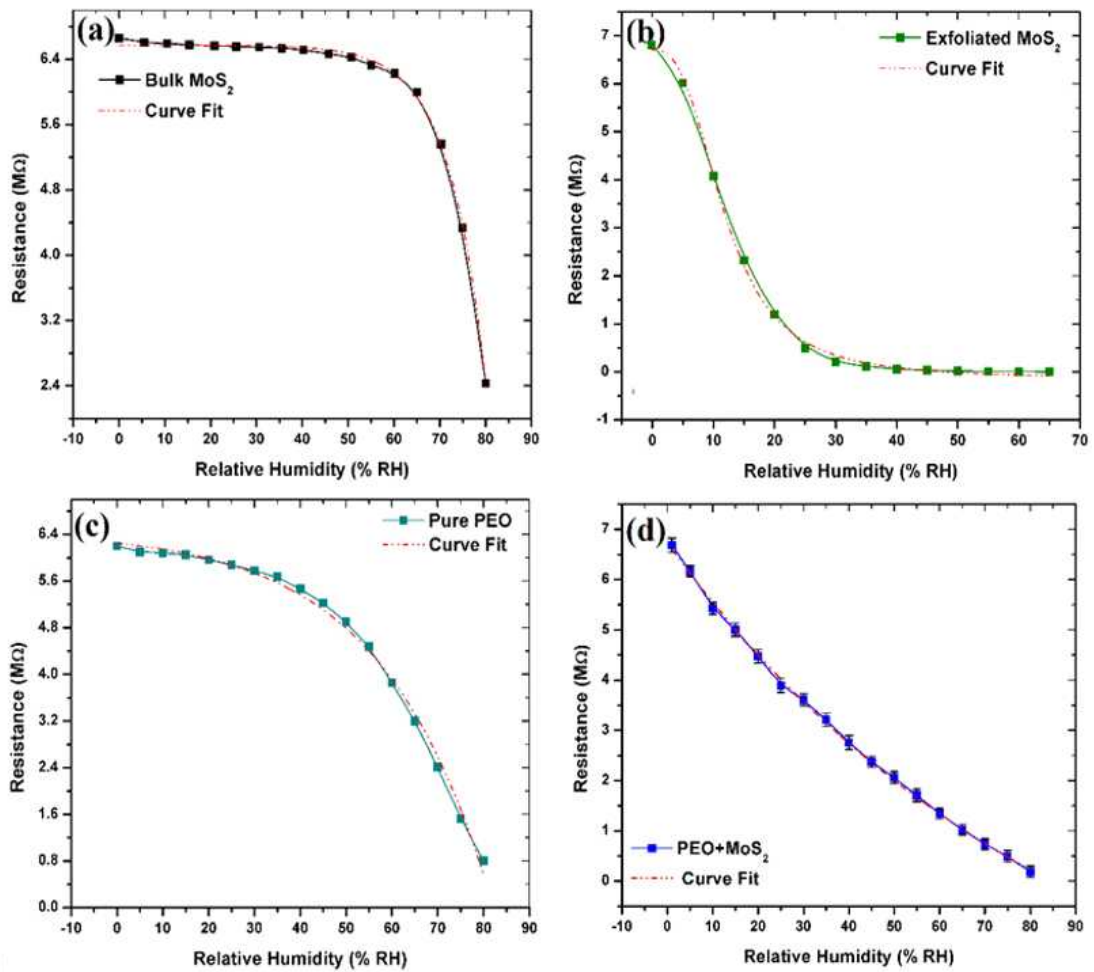 (a)
Bulk MoS₂
Curve Fit
Resistance (MΩ)
6.4
5.6
4.8
4.0
3.2
2.4
-10 0 10 20 30 40 50 60 70 80 90
Relative Humidity (% RH)
(b)
Exfoliated MoS₂
Curve Fit
Resistance (MΩ)
7
6
5
4
3
2
1
0
-1
0 10 20 30 40 50 60 70
Relative Humidity (% RH)
(c)
Pure PEO
Curve Fit
Resistance (MΩ)
6.4
5.6
4.8
4.0
3.2
2.4
1.6
0.8
0.0
-10 0 10 20 30 40 50 60 70 80 90
Relative Humidity (% RH)
(d)
PEO+MoS₂
Curve Fit
Resistance (MΩ)
7
6
5
4
3
2
1
0
-10 0 10 20 30 40 50 60 70 80 90
Relative Humidity (% RH)